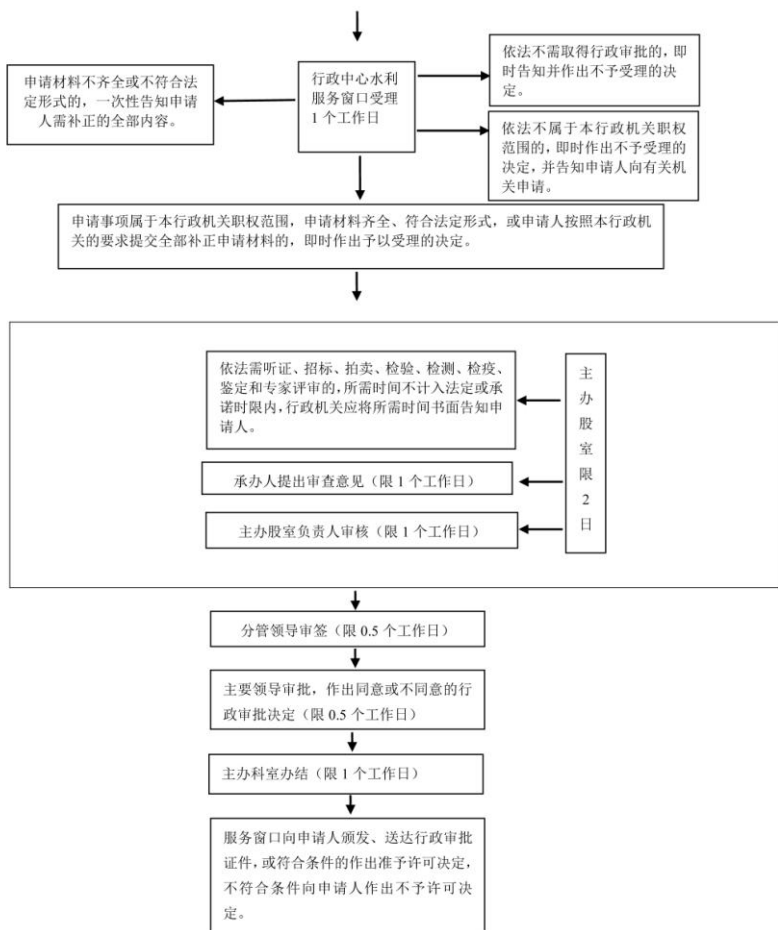 申请材料不齐全或不符合法
定形式的，一次性告知申请
人需补正的全部内容。
行政中心水利
服务窗口受理
1 个工作日
依法不需取得行政审批的，即
时告知并作出不予受理的决
定。
依法不属于本行政机关职权
范围的，即时作出不予受理的
决定，并告知申请人向有关机
关申请。
申请事项属于本行政机关职权范围，申请材料齐全、符合法定形式，或申请人按照本行政机
关的要求提交全部补正申请材料的，即时作出予以受理的决定。
依法需听证、招标、拍卖、检验、检测、检疫、
鉴定和专家评审的，所需时间不计入法定或承
诺时限内，行政机关应将所需时间书面告知申
请人。
承办人提出审查意见（限 1 个工作日）
主办股室负责人审核（限 1 个工作日）
主
办
股
室
限
2
日
分管领导审签（限 0.5 个工作日）
主要领导审批，作出同意或不同意的行
政审批决定（限 0.5 个工作日）
主办科室办结（限 1 个工作日）
服务窗口向申请人颁发、送达行政审批
证件，或符合条件的作出准予许可决定，
不符合条件向申请人作出不予许可决
定。